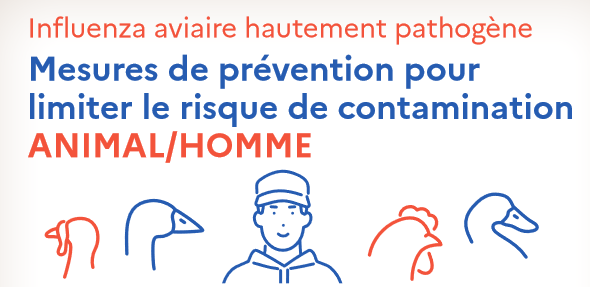 Influenza aviaire hautement pathogène
Mesures de prévention pour
limiter le risque de contamination
ANIMAL/HOMME